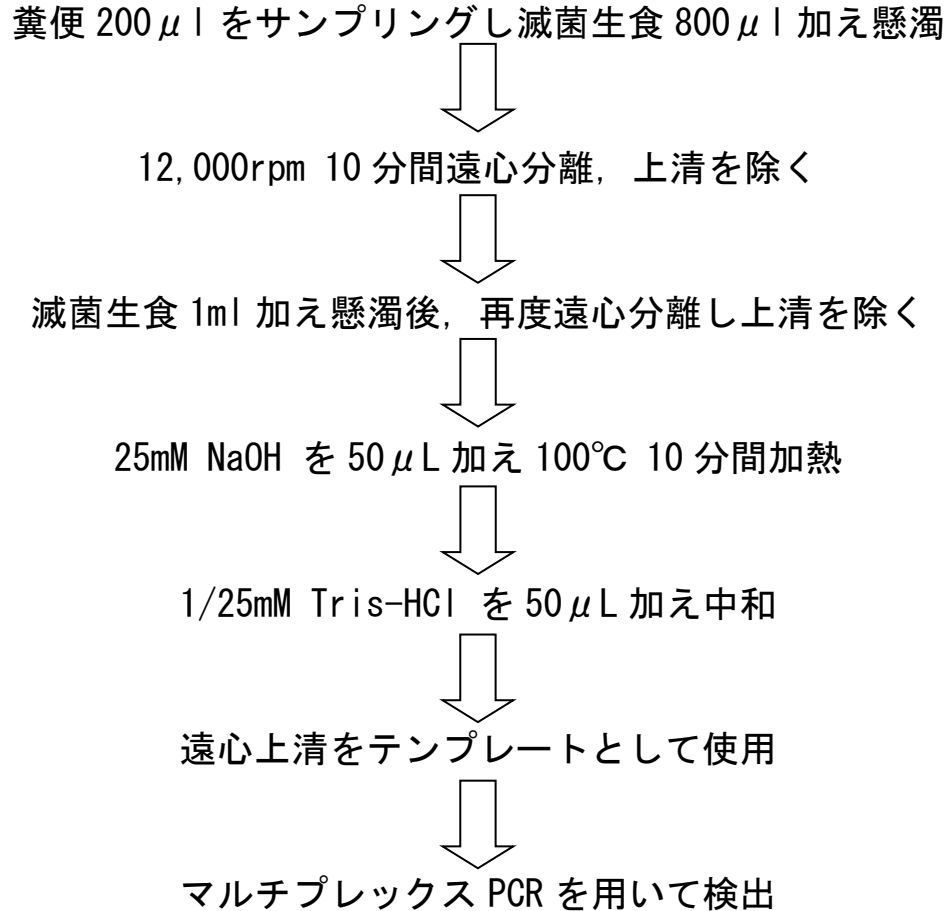 糞便 200μl をサンプリングし滅菌生食 800μl 加え懸濁
12,000rpm 10 分間遠心分離，上清を除く
滅菌生食 1ml 加え懸濁後，再度遠心分離し上清を除く
25mM NaOH を 50μL 加え 100℃ 10 分間加熱
1/25mM Tris-HCl を 50μL 加え中和
遠心上清をテンプレートとして使用
マルチプレックス PCR を用いて検出